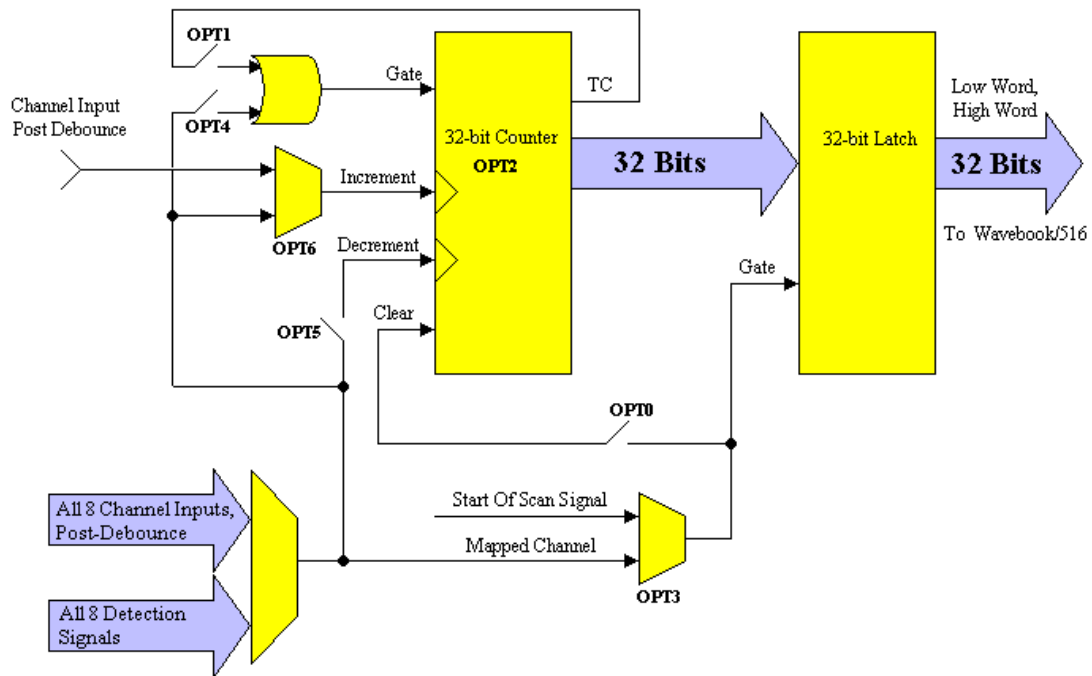 OPT1
Gate
TC
Low Word,
High Word
Channel Input
Post Debounce
OPT4
32-bit Counter
OPT2
32 Bits
32-bit Latch
32 Bits
Increment
OPT6
Decrement
To Wavebook/516
Gate
Clear
OPT5
OPT0
All 8 Channel Inputs,
Post-Debounce
Start Of Scan Signal
Mapped Channel
OPT3
All 8 Detection
Signals